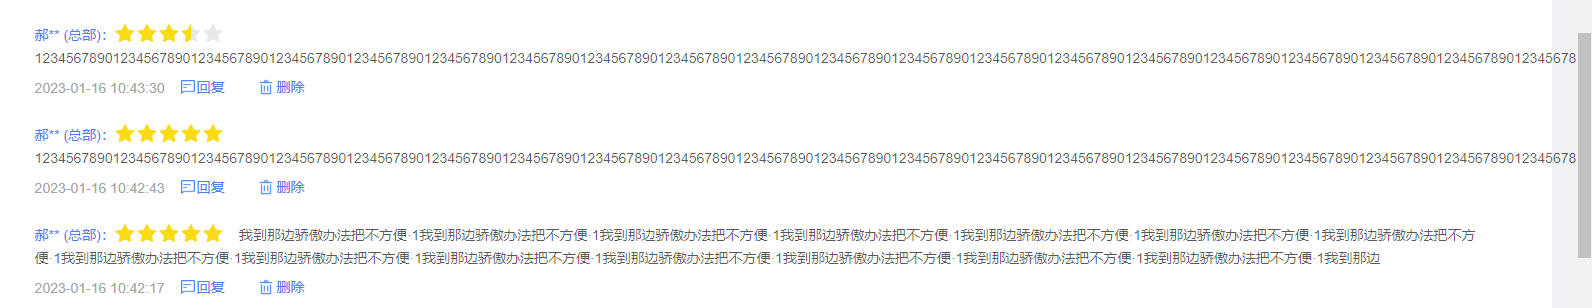 郝** (总部):
123456789012345678901234567890123456789012345678901234567890123456789012345678901234567890123456789012345678901234567890123456789012345678901234567890123456789012345678901234567890123456789012345678
2023-01-16 10:43:30 回复 删除
郝** (总部):
123456789012345678901234567890123456789012345678901234567890123456789012345678901234567890123456789012345678901234567890123456789012345678901234567890123456789012345678901234567890123456789012345678
2023-01-16 10:42:43 回复 删除
郝** (总部): 我到那边骄傲办法把不方便·1我到那边骄傲办法把不方便·1我到那边骄傲办法把不方便·1我到那边骄傲办法把不方便·1我到那边骄傲办法把不方便·1我到那边骄傲办法把不方便·1我到那边骄傲办法把不方
便·1我到那边骄傲办法把不方便·1我到那边骄傲办法把不方便·1我到那边骄傲办法把不方便·1我到那边骄傲办法把不方便·1我到那边骄傲办法把不方便·1我到那边骄傲办法把不方便·1我到那边骄傲办法把不方便·1我到那边
2023-01-16 10:42:17 回复 删除